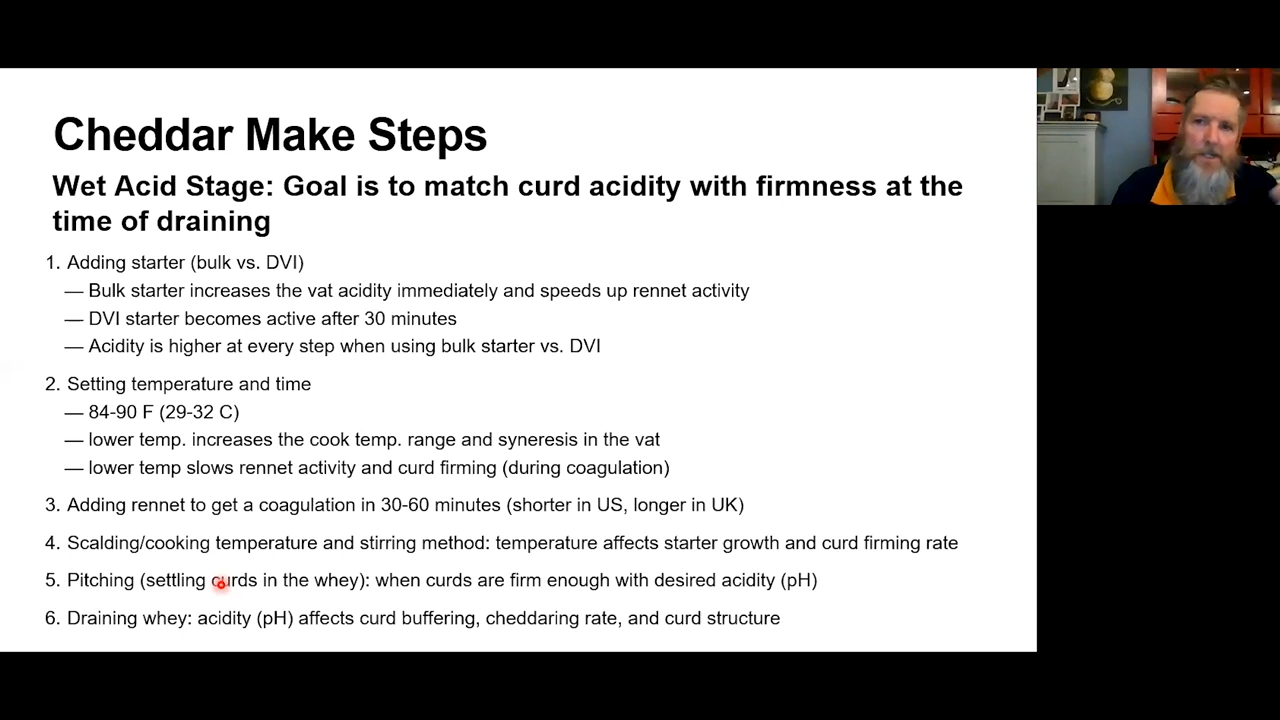 Cheddar Make Steps
Wet Acid Stage: Goal is to match curd acidity with firmness at the
time of draining
1. Adding starter (bulk vs. DVI)
— Bulk starter increases the vat acidity immediately and speeds up rennet activity
— DVI starter becomes active after 30 minutes
— Acidity is higher at every step when using bulk starter vs. DVI
2. Setting temperature and time
— 84-90 F (29-32 C)
— lower temp. increases the cook temp. range and syneresis in the vat
— lower temp slows rennet activity and curd firming (during coagulation)
3. Adding rennet to get a coagulation in 30-60 minutes (shorter in US, longer in UK)
4. Scalding/cooking temperature and stirring method: temperature affects starter growth and curd firming rate
5. Pitching (settling curds in the whey): when curds are firm enough with desired acidity (pH)
6. Draining whey: acidity (pH) affects curd buffering, cheddaring rate, and curd structure